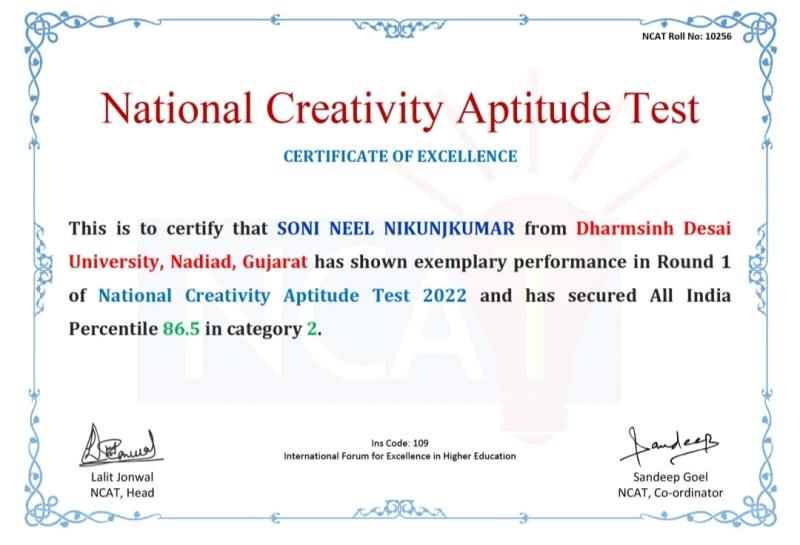 NCAT Roll No: 10256
National Creativity Aptitude Test
CERTIFICATE OF EXCELLENCE
This is to certify that SONI NEEL NIKUNJKUMAR from Dharmsinh Desai
University, Nadiad, Gujarat has shown exemplary performance in Round 1
of National Creativity Aptitude Test 2022 and has secured All India
Percentile 86.5 in category 2.
NCAT
Ins Code: 109
International Forum for Excellence in Higher Education
Sandeep
Lalit Jonwal
NCAT, Head
Sandeep Goel
NCAT, Co-ordinator